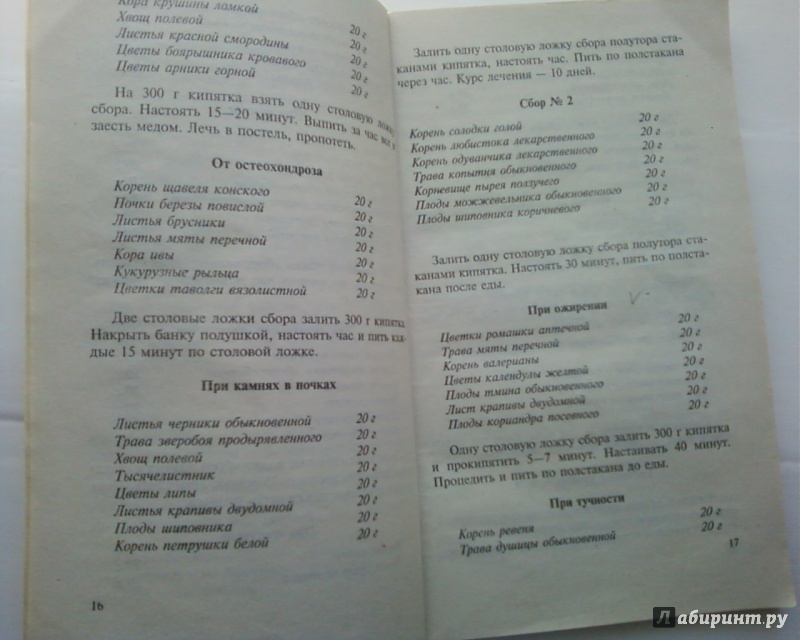 Кора крушины ломкой 20 г
Хвощ полевой 20 г
Листья красной смородины 20 г
Цветы боярышника кровавого 20 г
Цветы арники горной 20 г
На 300 г кипятка взять одну столовую ложку
сбора. Настоять 15—20 минут. Выпить за час все и
заесть медом. Лечь в постель, пропотеть.
От остеохондроза
Корень щавеля конского 20 г
Почки березы повислой 20 г
Листья брусники 20 г
Листья мяты перечной 20 г
Кора ивы 20 г
Кукурузные рыльца 20 г
Цветки таволги вязолистной 20 г
Две столовые ложки сбора залить 300 г кипятка.
Накрыть банку подушкой, настоять час и пить каж-
дые 15 минут по столовой ложке.
При камнях в почках
Листья черники обыкновенной 20 г
Трава зверобоя продырявленного 20 г
Хвощ полевой 20 г
Тысячелистник 20 г
Цветы липы 20 г
Листья крапивы двудомной 20 г
Плоды шиповника 20 г
Корень петрушки белой 20 г
16
Залить одну столовую ложку сбора полутора ста-
канами кипятка, настоять час. Пить по полстакана
через час. Курс лечения — 10 дней.
Сбор № 2
Корень солодки голой 20 г
Корень любистока лекарственного 20 г
Корень одуванчика лекарственного 20 г
Трава копытня обыкновенного 20 г
Корневище пырея ползучего 20 г
Плоды можжевельника обыкновенного 20 г
Плоды шиповника коричневого 20 г
Залить одну столовую ложку сбора полутора ста-
канами кипятка. Настоять 30 минут, пить по полста-
кана после еды.
При ожирении
Цветки ромашки аптечной 20 г
Трава мяты перечной 20 г
Корень валерианы 20 г
Цветы календулы желтой 20 г
Плоды тмина обыкновенного 20 г
Лист крапивы двудомной 20 г
Плоды кориандра посевного 20 г
Одну столовую ложку сбора залить 300 г кипятка
и прокипятить 5—7 минут. Настаивать 40 минут.
Процедить и пить по полстакана до еды.
При тучности
Корень ревеня 20 г
Трава душицы обыкновенной 20 г
17
Лабиринт.ру